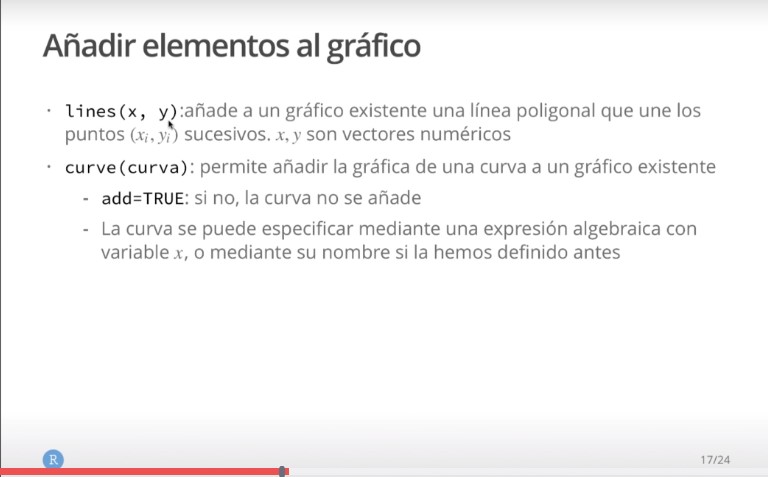 Añadir elementos al gráfico
· lines(x, y):añade a un gráfico existente una línea poligonal que une los
puntos (xᵢ, yᵢ) sucesivos. x, y son vectores numéricos
· curve(curva): permite añadir la gráfica de una curva a un gráfico existente
- add=TRUE: si no, la curva no se añade
- La curva se puede especificar mediante una expresión algebraica con
variable x, o mediante su nombre si la hemos definido antes
R
17/24